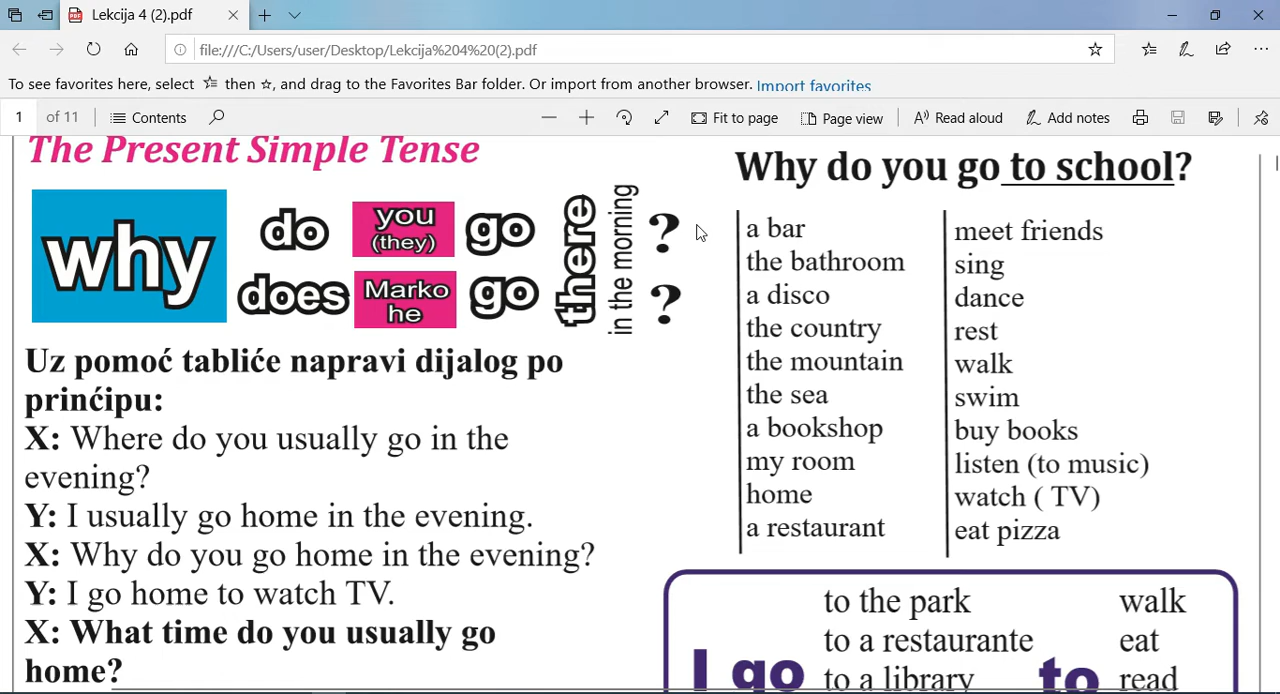 Lekcija 4 (2).pdf
file:///C:/Users/user/Desktop/Lekcija%204%20(2).pdf
To see favorites here, select then ☆, and drag to the Favorites Bar folder. Or import from another browser. Import favorites
1 of 11 Contents Fit to page Page view Read aloud Add notes
The Present Simple Tense
why
do you (they) go
does Marko he go
there
in the morning
?
?
Uz pomoć tabliće napravi dijalog po
prinćipu:
X: Where do you usually go in the
evening?
Y: I usually go home in the evening.
X: Why do you go home in the evening?
Y: I go home to watch TV.
X: What time do you usually go
home?
Why do you go to school?
a bar
the bathroom
a disco
the country
the mountain
the sea
a bookshop
my room
home
a restaurant
meet friends
sing
dance
rest
walk
swim
buy books
listen (to music)
watch ( TV)
eat pizza
I go
to the park
to a restaurante
to a library
to
walk
eat
read